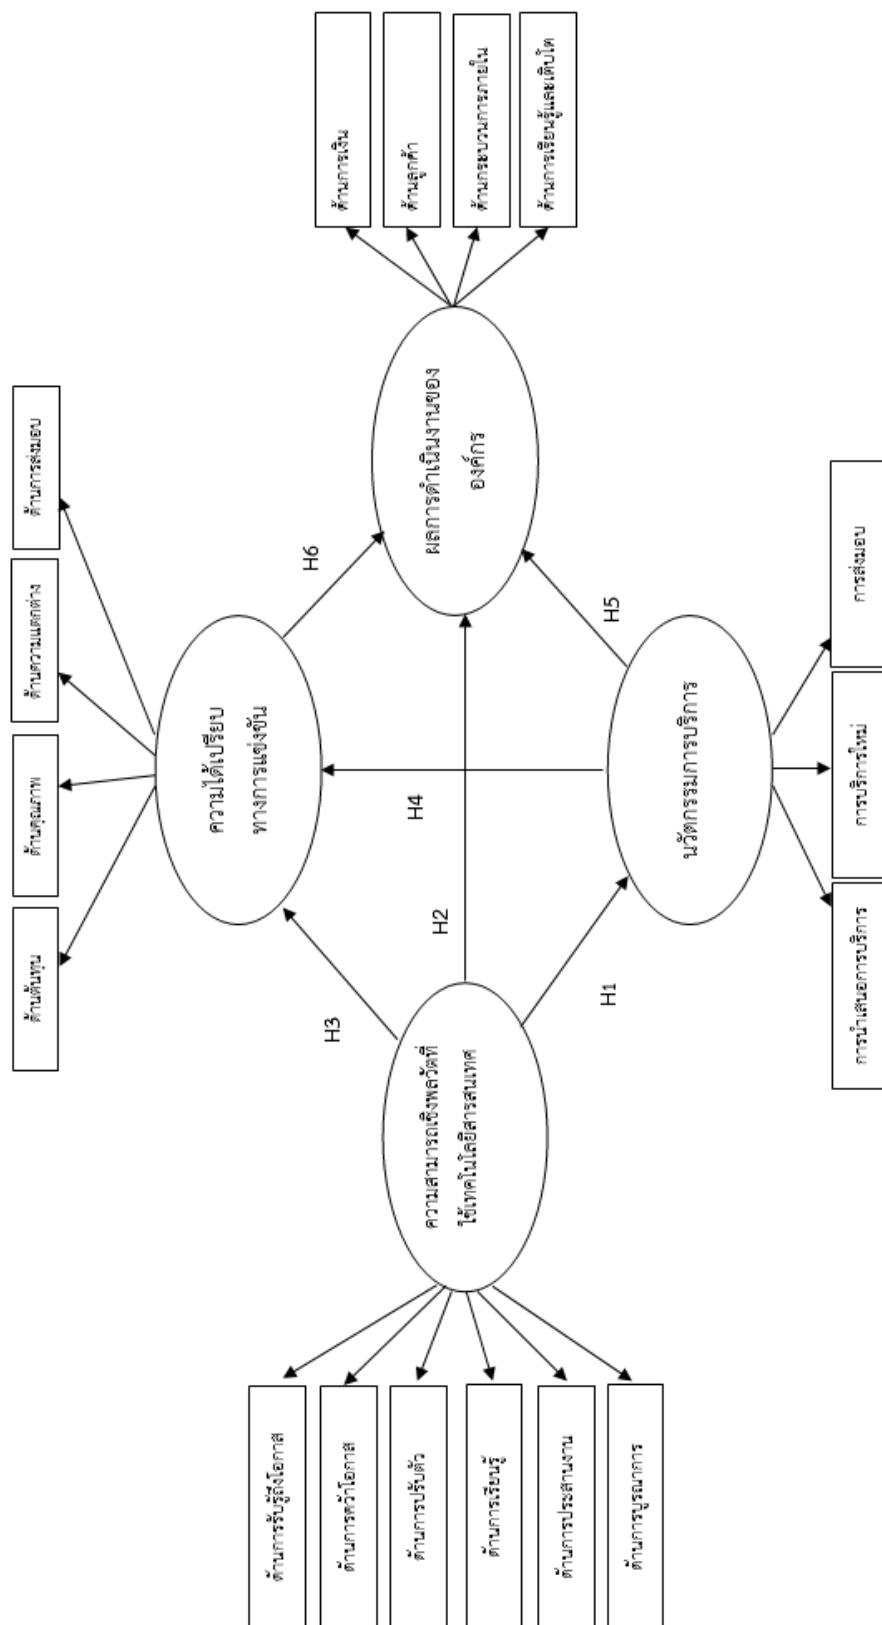 ด้านต้นทุน
ด้านคุณภาพ
ด้านความแตกต่าง
ด้านการส่งมอบ
ความได้เปรียบ
ทางการแข่งขัน
H3
H6
ด้านการรับรู้ถึงโอกาส
ด้านการคว้าโอกาส
ด้านการปรับตัว
ด้านการเรียนรู้
ด้านการประสานงาน
ด้านการบูรณาการ
ความสามารถเชิงพลวัตที่
ใช้เทคโนโลยีสารสนเทศ
H2
H4
ผลการดำเนินงานของ
องค์กร
ด้านการเงิน
ด้านลูกค้า
ด้านกระบวนการภายใน
ด้านการเรียนรู้และเติบโต
H1
H5
นวัตกรรมการบริการ
การนำเสนอการบริการ
การบริการใหม่
การส่งมอบ